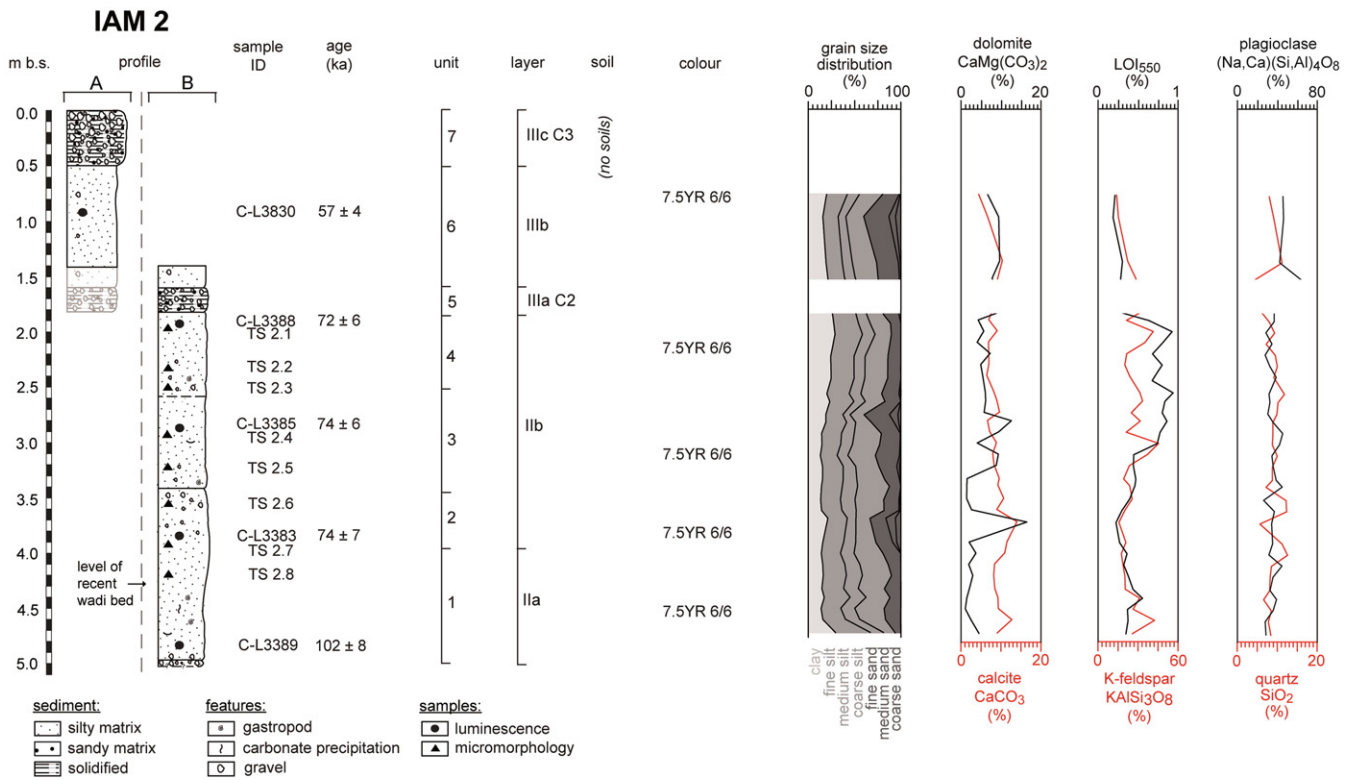 IAM 2
m b.s.
profile
A
B
sample
ID
age
(ka)
unit
layer
soil
colour
grain size
distribution
(%)
0 100
dolomite
CaMg(CO₃)₂
(%)
0 20
LOI₅₅₀
(%)
0 1
plagioclase
(Na,Ca)(Si,Al)₄O₈
(%)
0 80
0.0
0.5
1.0
1.5
2.0
2.5
3.0
3.5
4.0
4.5
5.0
level of
recent
wadi bed
C-L3830 57 ± 4
C-L3388 72 ± 6
TS 2.1
TS 2.2
TS 2.3
C-L3385 74 ± 6
TS 2.4
TS 2.5
TS 2.6
C-L3383 74 ± 7
TS 2.7
TS 2.8
C-L3389 102 ± 8
7
6
5
4
3
2
1
IIIc C3
IIIb
IIIa C2
IIb
IIa
(no soils)
7.5YR 6/6
7.5YR 6/6
7.5YR 6/6
7.5YR 6/6
7.5YR 6/6
clay
fine silt
medium silt
coarse silt
fine sand
medium sand
coarse sand
0 20
calcite
CaCO₃
(%)
0 60
K-feldspar
KAlSi₃O₈
(%)
0 80
quartz
SiO₂
(%)
sediment:
silty matrix
sandy matrix
solidified
features:
gastropod
carbonate precipitation
gravel
samples:
luminescence
micromorphology